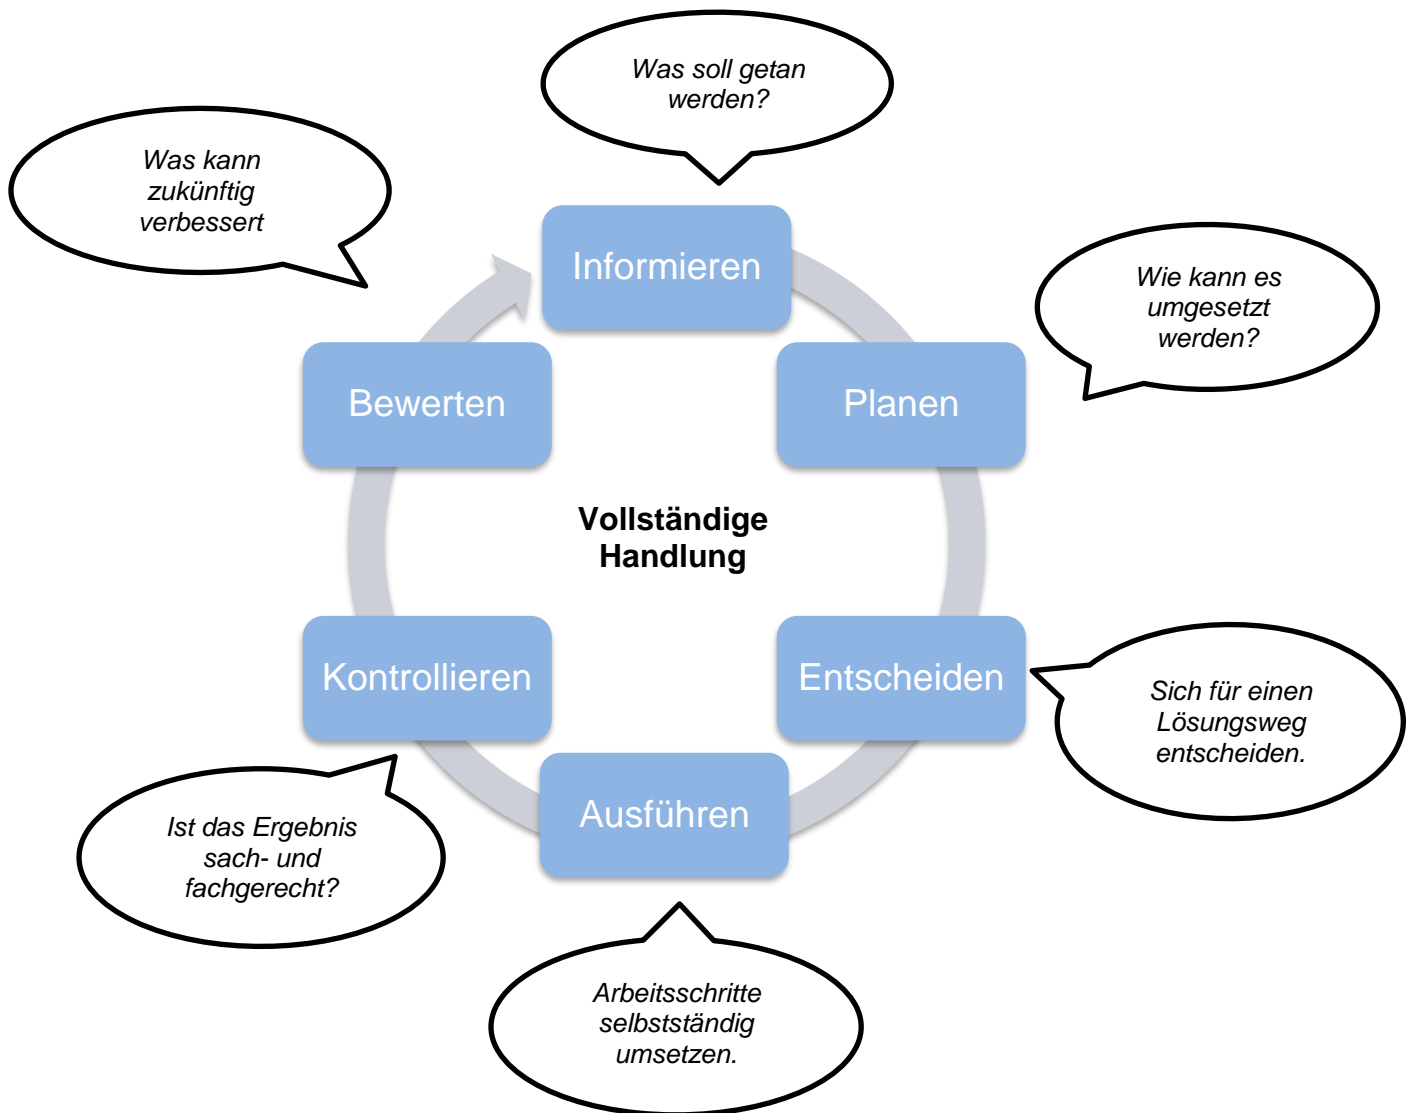 Was soll getan
werden?
Was kann
zukünftig
verbessert
Informieren
Wie kann es
umgesetzt
werden?
Bewerten
Planen
Vollständige
Handlung
Kontrollieren
Entscheiden
Sich für einen
Lösungsweg
entscheiden.
Ausführen
Ist das Ergebnis
sach- und
fachgerecht?
Arbeitsschritte
selbstständig
umsetzen.